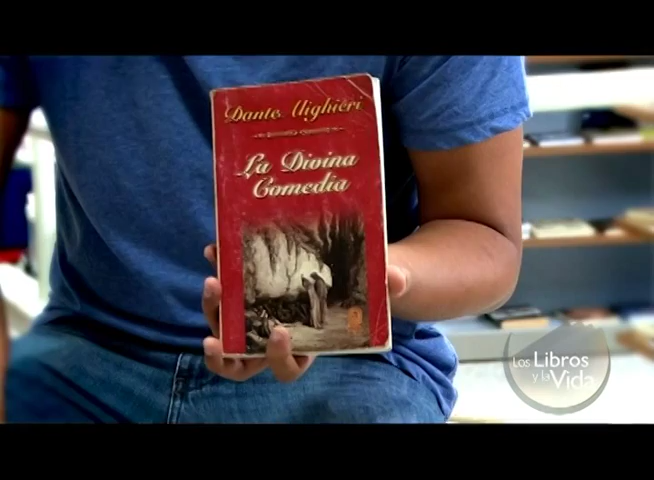 Dante Alighieri
La Divina
Comedia
Los Libros
y la Vida